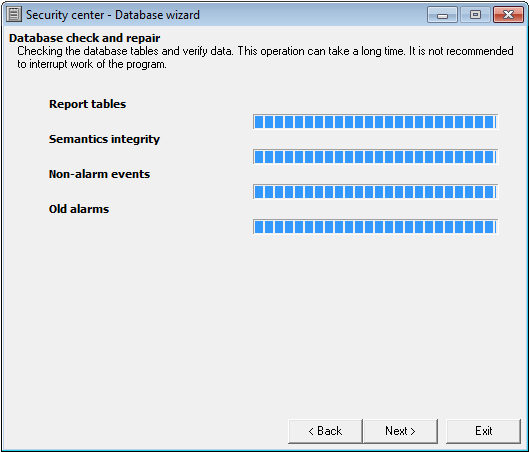 Security center - Database wizard
Database check and repair
Checking the database tables and verify data. This operation can take a long time. It is not recommended
to interrupt work of the program.
Report tables
Semantics integrity
Non-alarm events
Old alarms
< Back
Next >
Exit